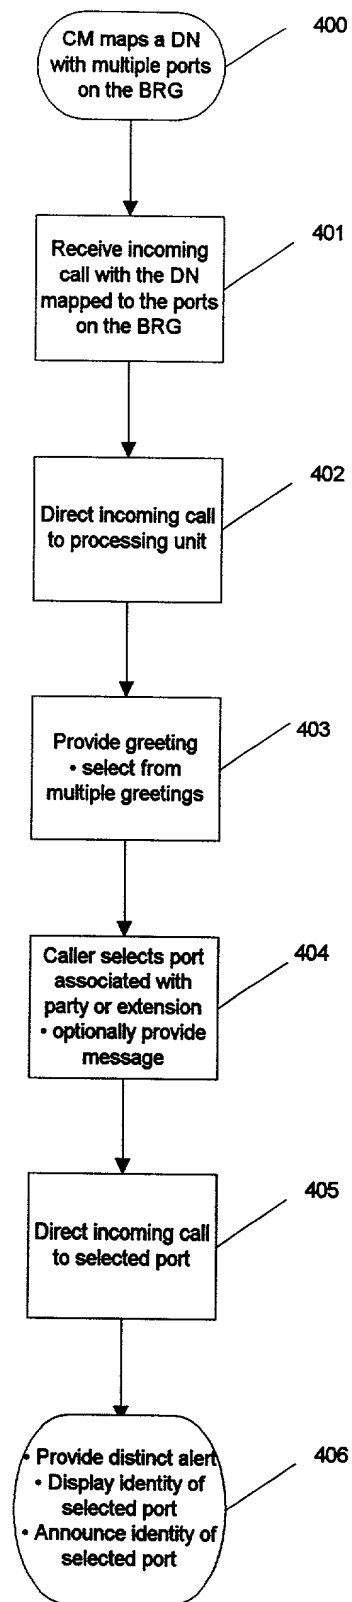 CM maps a DN
with multiple ports
on the BRG
400
Receive incoming
call with the DN
mapped to the ports
on the BRG
401
Direct incoming call
to processing unit
402
Provide greeting
• select from
multiple greetings
403
Caller selects port
associated with
party or extension
• optionally provide
message
404
Direct incoming call
to selected port
405
• Provide distinct alert
• Display identity of
selected port
• Announce identity of
selected port
406